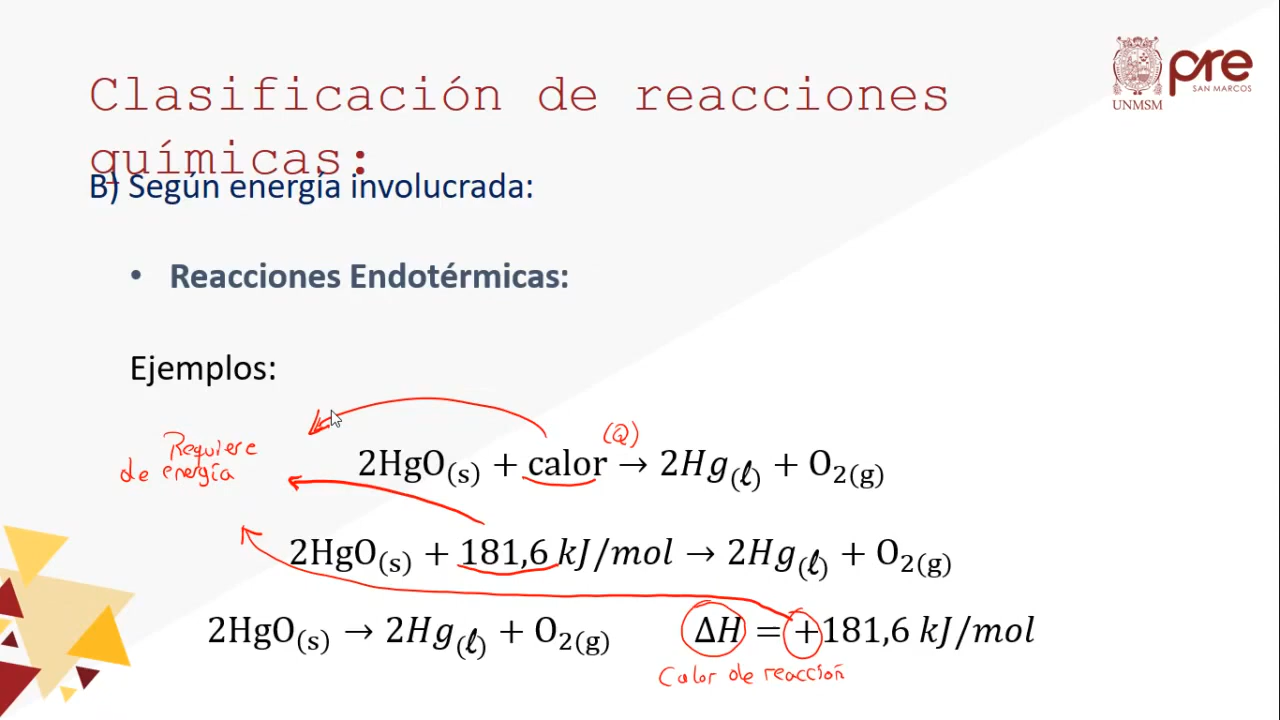 Clasificación de reacciones
químicas:
pre
SAN MARCOS
UNMSM
B) Según energía involucrada:
• Reacciones Endotérmicas:
Ejemplos:
Requiere
de energía
(Q)
2HgO(s) + calor → 2Hg(ℓ) + O2(g)
2HgO(s) + 181,6 kJ/mol → 2Hg(ℓ) + O2(g)
2HgO(s) → 2Hg(ℓ) + O2(g) ΔH = +181,6 kJ/mol
Calor de reacción